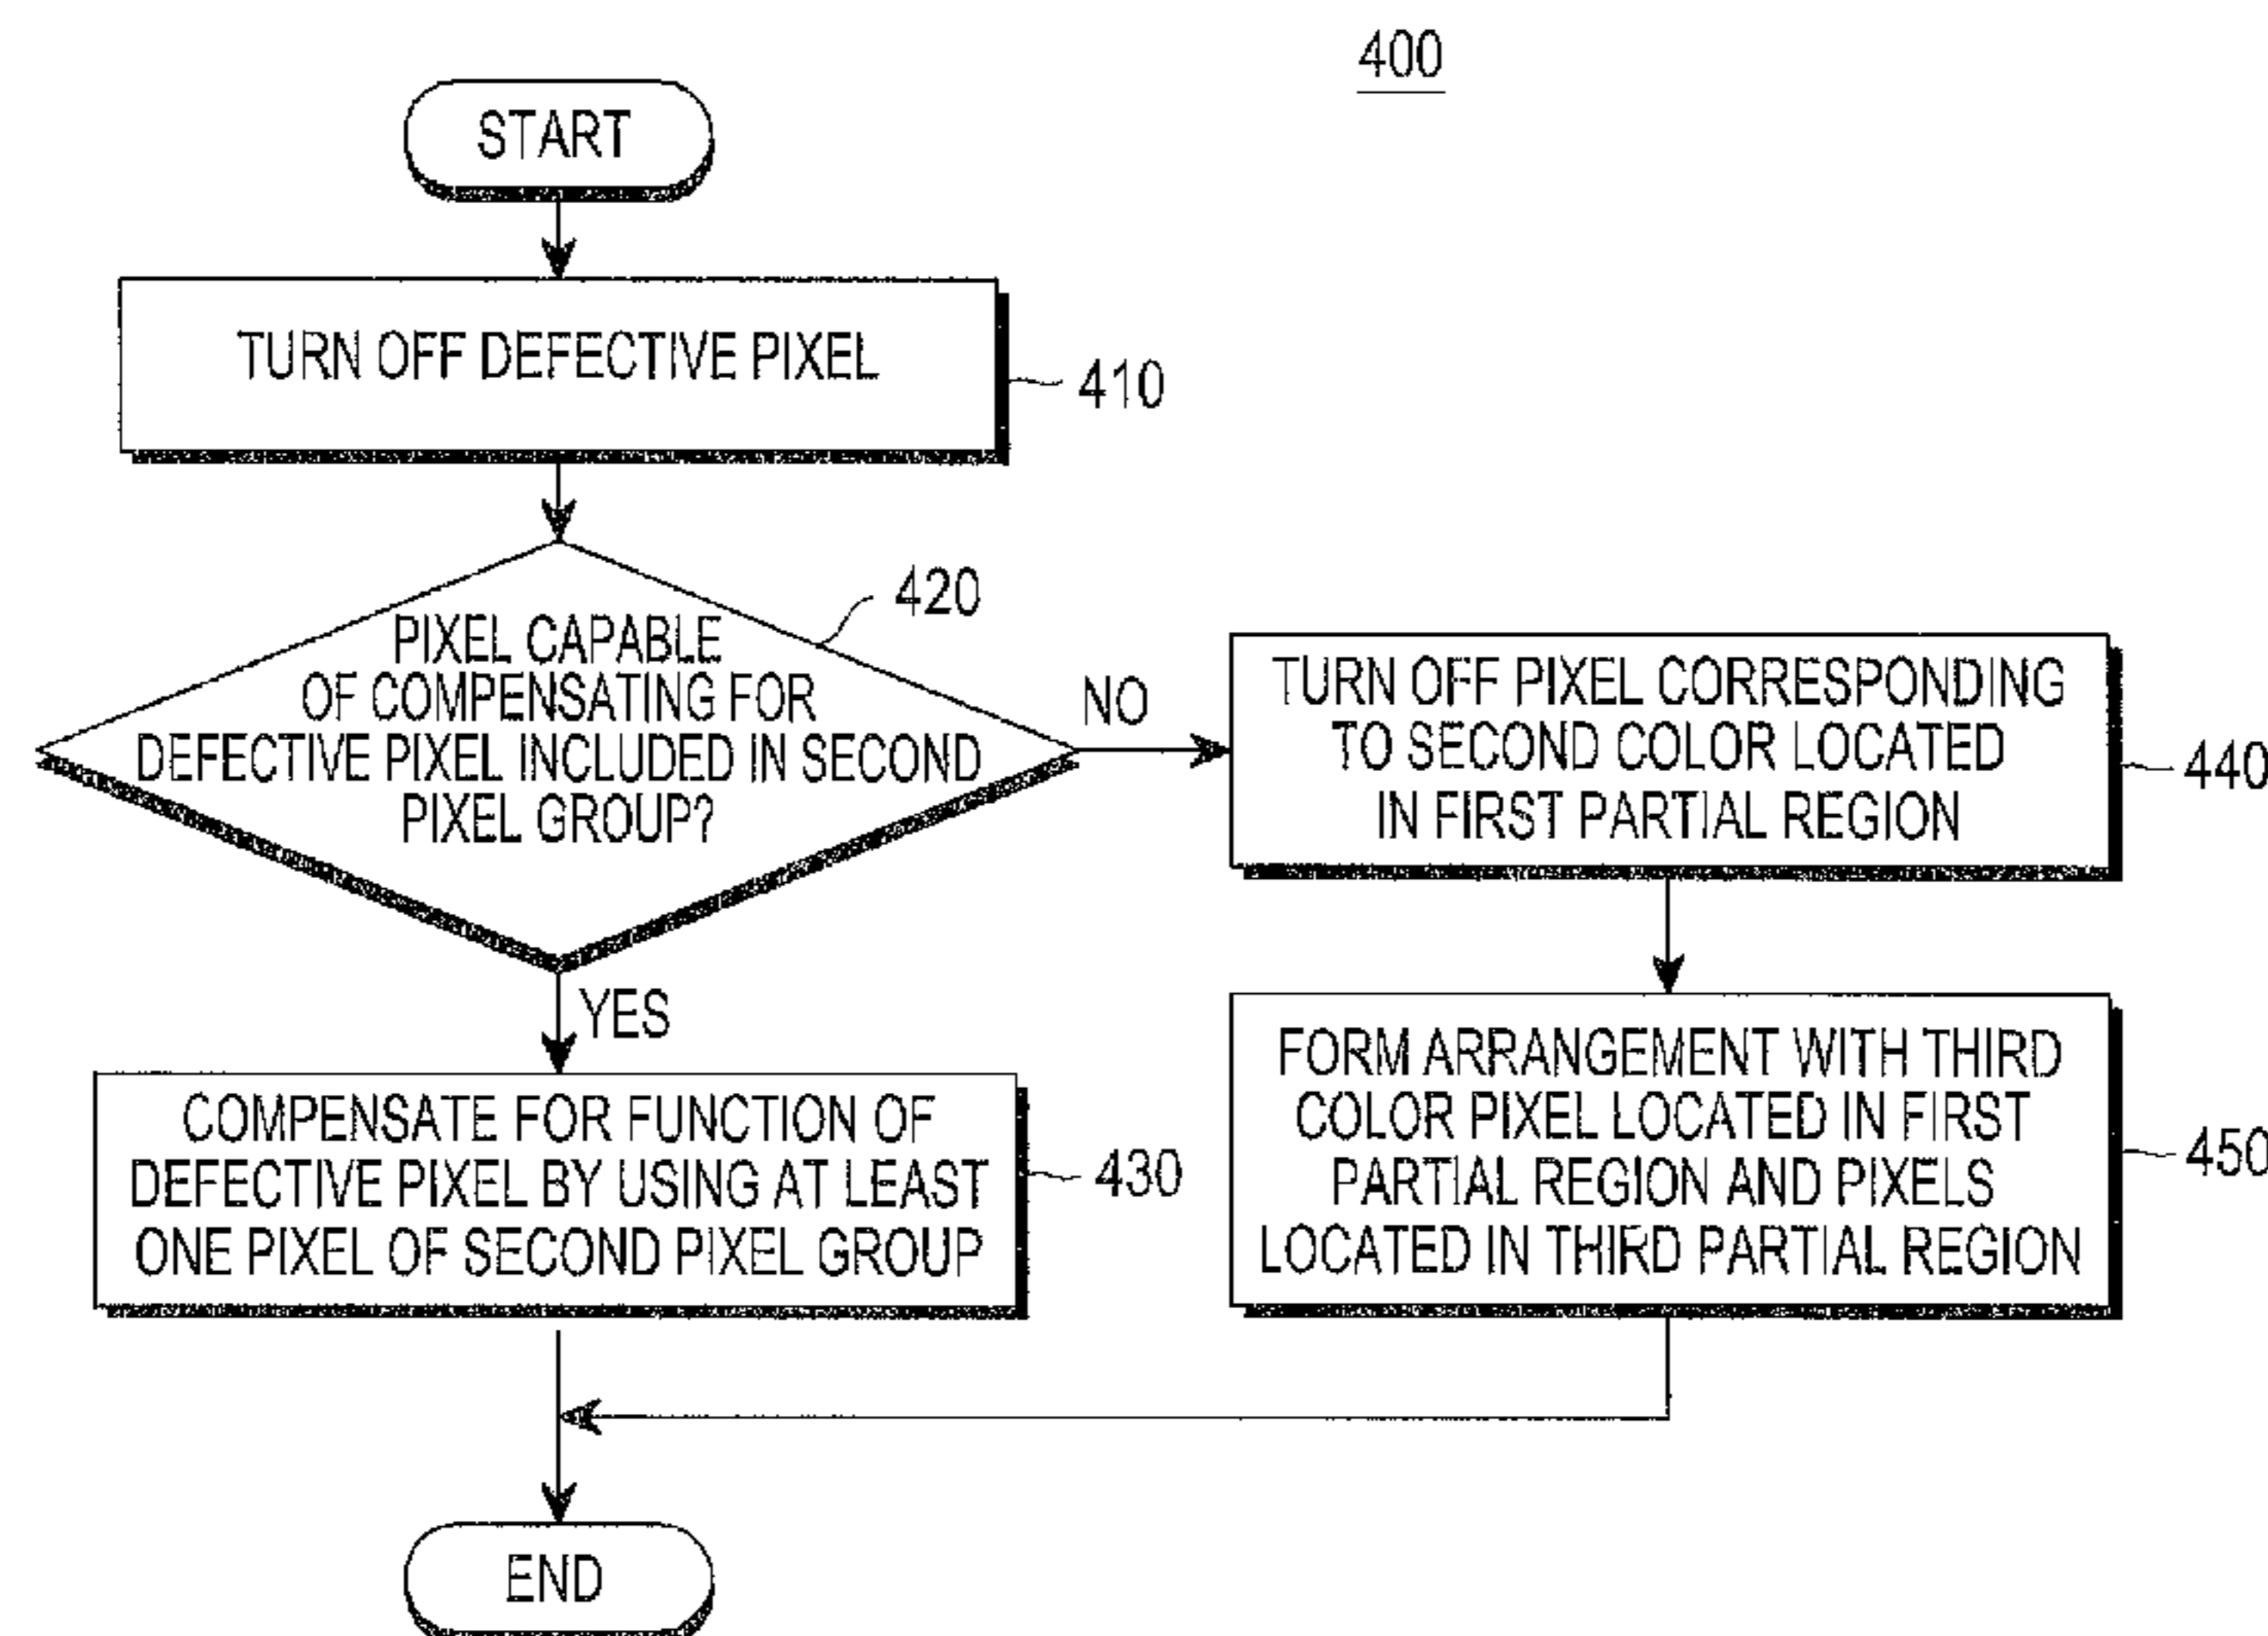 400
START
TURN OFF DEFECTIVE PIXEL
410
PIXEL CAPABLE
OF COMPENSATING FOR
DEFECTIVE PIXEL INCLUDED IN SECOND
PIXEL GROUP?
420
NO
YES
TURN OFF PIXEL CORRESPONDING
TO SECOND COLOR LOCATED
IN FIRST PARTIAL REGION
440
COMPENSATE FOR FUNCTION OF
DEFECTIVE PIXEL BY USING AT LEAST
ONE PIXEL OF SECOND PIXEL GROUP
430
FORM ARRANGEMENT WITH THIRD
COLOR PIXEL LOCATED IN FIRST
PARTIAL REGION AND PIXELS
LOCATED IN THIRD PARTIAL REGION
450
END